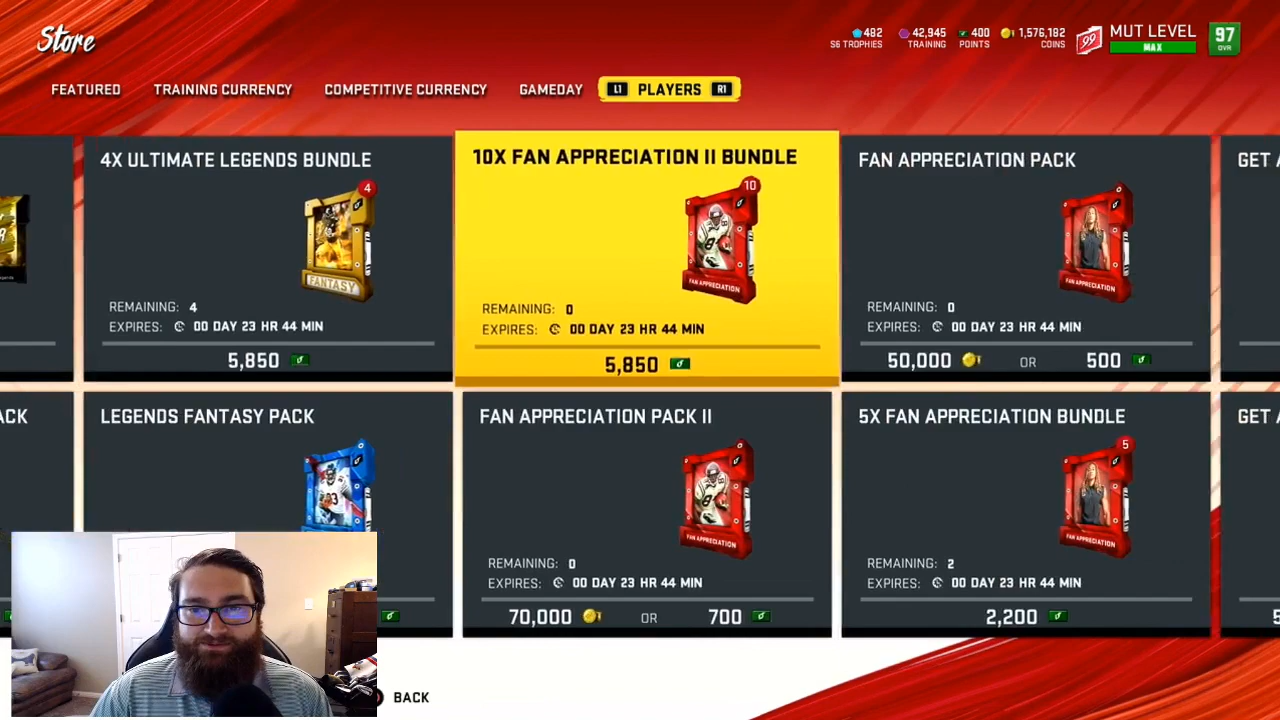 Store
482
S6 TROPHIES
42,945
TRAINING
400
POINTS
1,576,182
COINS
99
MUT LEVEL
MAX
97
OVR
FEATURED
TRAINING CURRENCY
COMPETITIVE CURRENCY
GAMEDAY
L1 PLAYERS R1
4X ULTIMATE LEGENDS BUNDLE
4
FANTASY
REMAINING: 4
EXPIRES: 00 DAY 23 HR 44 MIN
5,850
10X FAN APPRECIATION II BUNDLE
10
FAN APPRECIATION
REMAINING: 0
EXPIRES: 00 DAY 23 HR 44 MIN
5,850
FAN APPRECIATION PACK
FAN APPRECIATION
REMAINING: 0
EXPIRES: 00 DAY 23 HR 44 MIN
50,000 OR 500
GET A
ACK
LEGENDS FANTASY PACK
FAN APPRECIATION PACK II
FAN APPRECIATION
REMAINING: 0
EXPIRES: 00 DAY 23 HR 44 MIN
70,000 OR 700
5X FAN APPRECIATION BUNDLE
5
FAN APPRECIATION
REMAINING: 2
EXPIRES: 00 DAY 23 HR 44 MIN
2,200
GET A
5
BACK